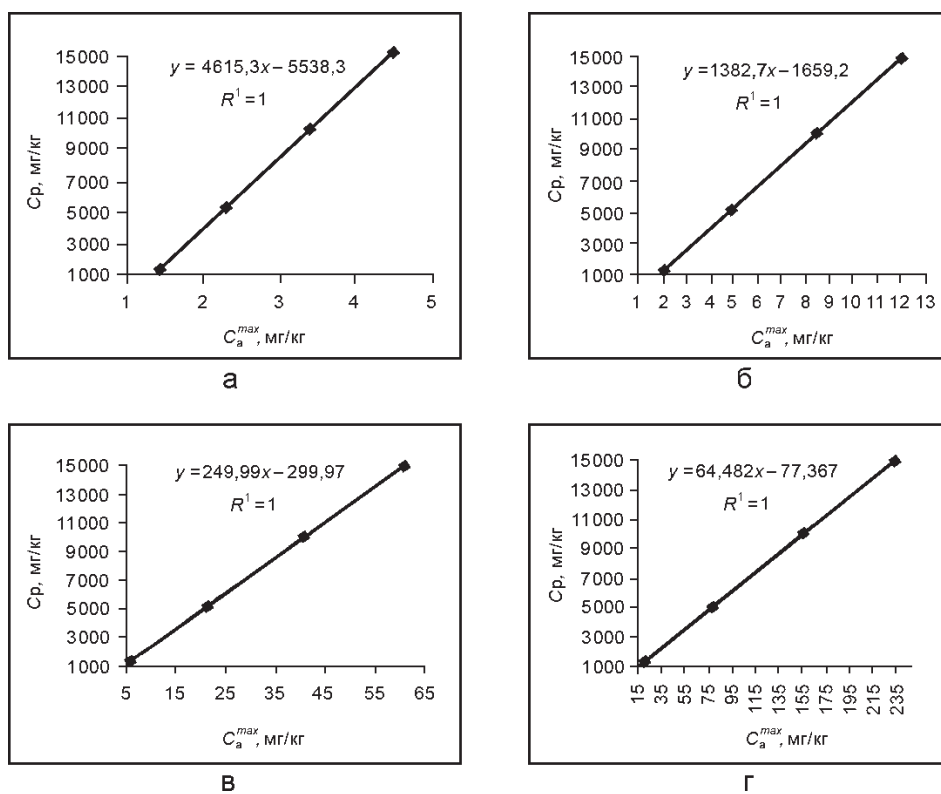 15000
13000
11000
9000
7000
5000
3000
1000
Ср, мг/кг
y = 4615,3x – 5538,3
R¹ = 1
1 2 3 4 5
Cₐᵐᵃˣ, мг/кг
а
15000
13000
11000
9000
7000
5000
3000
1000
Ср, мг/кг
y=1382,7x–1659,2
R¹ = 1
1 2 3 4 5 6 7 8 9 10 11 12 13
Cₐᵐᵃˣ, мг/кг
б
15000
13000
11000
9000
7000
5000
3000
1000
Ср, мг/кг
y=249,99x–299,97
R¹ = 1
5 15 25 35 45 55 65
Cₐᵐᵃˣ, мг/кг
в
15000
13000
11000
9000
7000
5000
3000
1000
Ср, мг/кг
y=64,482x–77,367
R¹ = 1
15 35 55 75 95 115 135 155 175 195 215 235
Cₐᵐᵃˣ, мг/кг
г